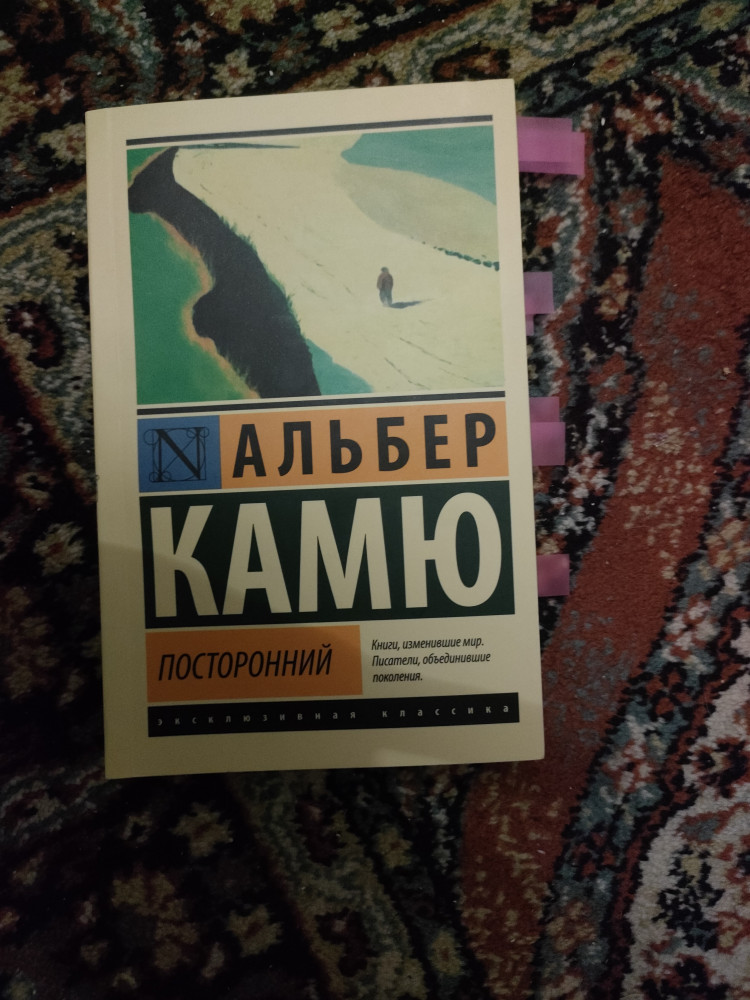 N
АЛЬБЕР
КАМЮ
ПОСТОРОННИЙ
Книги, изменившие мир.
Писатели, объединившие
поколения.
эксклюзивная классика